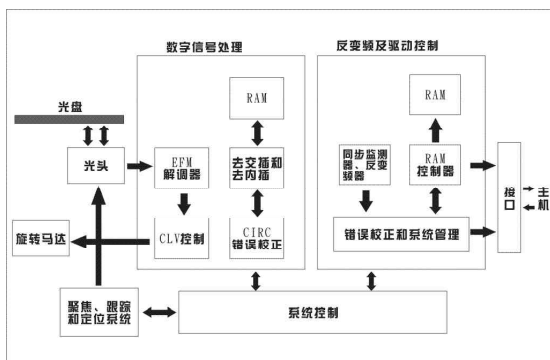 数字信号处理
反变频及驱动控制
光盘
RAM
RAM
光头
EFM
解调器
去交插和
去内插
同步监测
器、反变
频器
RAM
控制器
接口
主机
旋转马达
CLV控制
CIRC
错误校正
错误校正和系统管理
聚焦、跟踪
和定位系统
系统控制